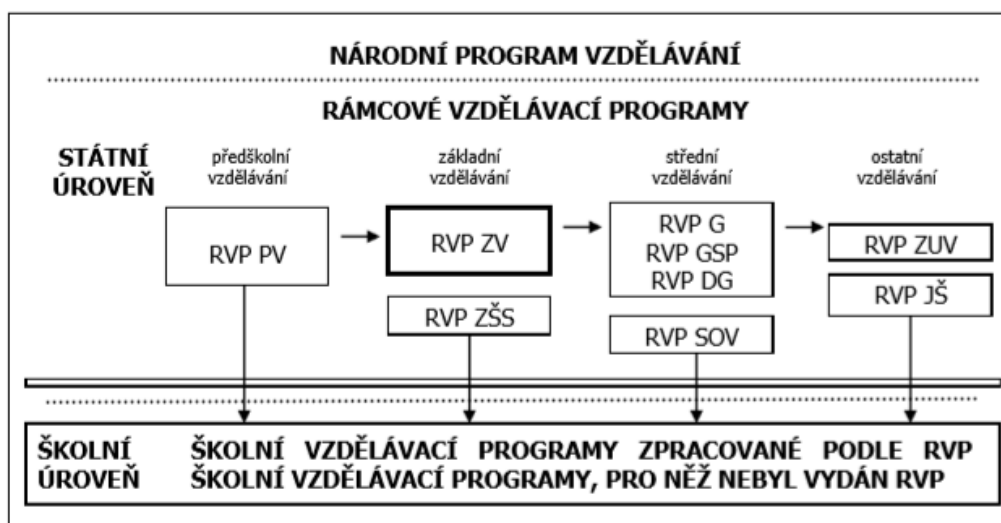 NÁRODNÍ PROGRAM VZDĚLÁVÁNÍ
RÁMCOVÉ VZDĚLÁVACÍ PROGRAMY
STÁTNÍ
ÚROVEŇ
předškolní
vzdělávání
základní
vzdělávání
střední
vzdělávání
ostatní
vzdělávání
RVP PV
RVP ZV
RVP ZŠS
RVP G
RVP GSP
RVP DG
RVP SOV
RVP ZUV
RVP JŠ
ŠKOLNÍ
ÚROVEŇ
ŠKOLNÍ VZDĚLÁVACÍ PROGRAMY ZPRACOVANÉ PODLE RVP
ŠKOLNÍ VZDĚLÁVACÍ PROGRAMY, PRO NĚŽ NEBYL VYDÁN RVP